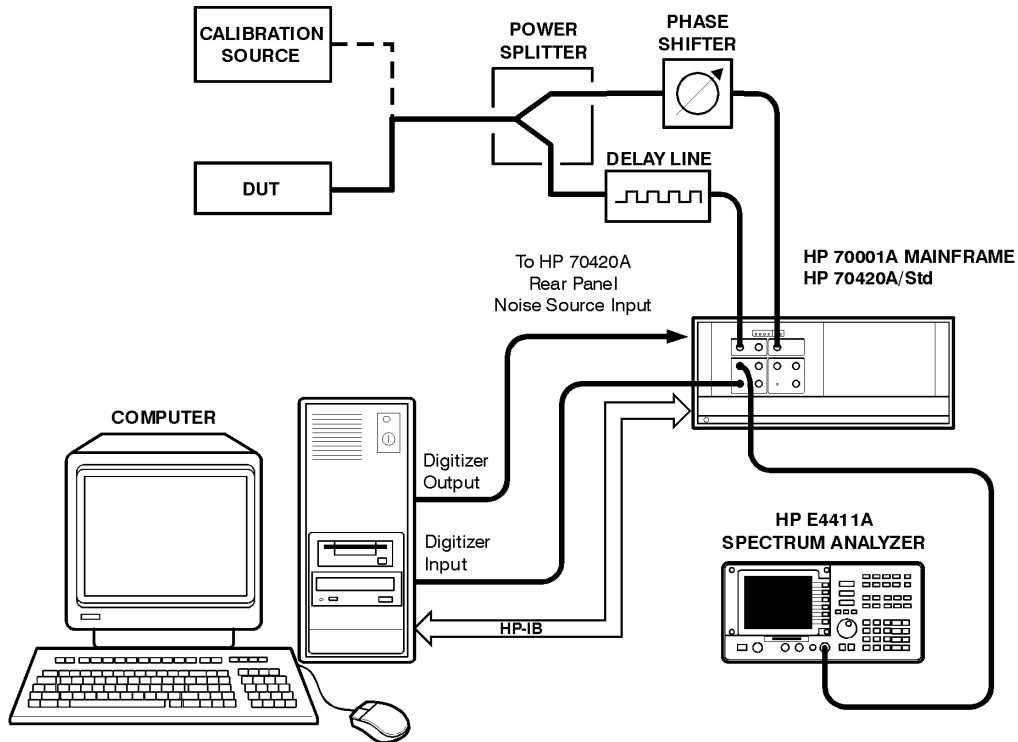 CALIBRATION
SOURCE
POWER
SPLITTER
PHASE
SHIFTER
DUT
DELAY LINE
To HP 70420A
Rear Panel
Noise Source Input
HP 70001A MAINFRAME
HP 70420A/Std
COMPUTER
Digitizer
Output
Digitizer
Input
HP-IB
HP E4411A
SPECTRUM ANALYZER